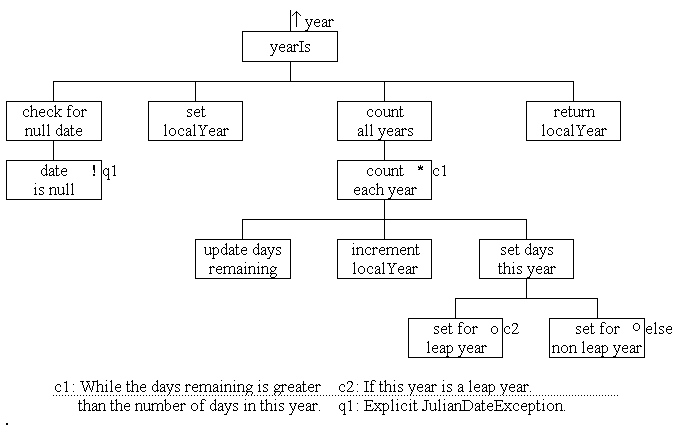 ↑ year
yearIs
check for
null date
set
localYear
count
all years
return
localYear
date ! q1
is null
count * c1
each year
update days
remaining
increment
localYear
set days
this year
set for o c2
leap year
set for o else
non leap year
c1: While the days remaining is greater
than the number of days in this year.
c2: If this year is a leap year.
q1: Explicit JulianDateException.
.